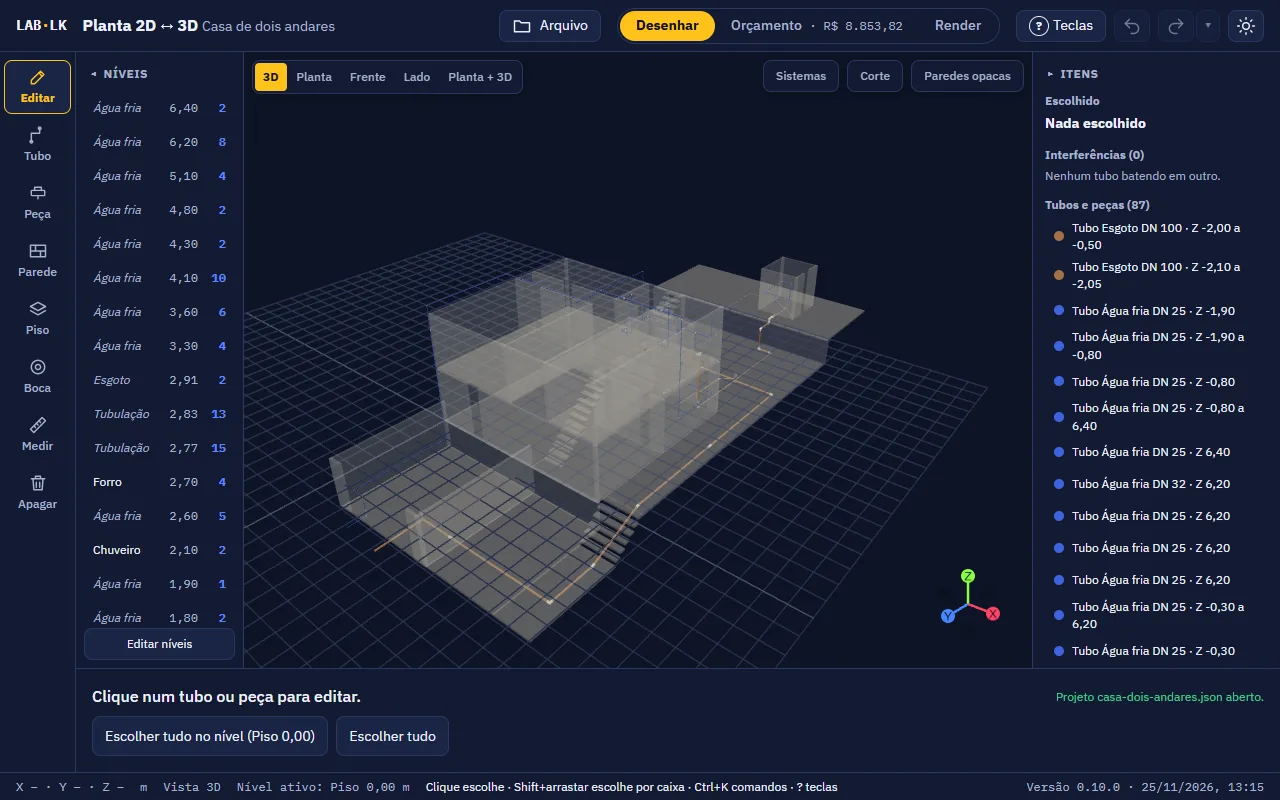 LAB·LK Planta 2D ↔ 3D Casa de dois andares Arquivo Desenhar Orçamento · R$ 8.853,82 Render ? Teclas
Editar
Tubo
Peça
Parede
Piso
Boca
Medir
Apagar
NÍVEIS
Água fria 6,40 2
Água fria 6,20 8
Água fria 5,10 4
Água fria 4,80 2
Água fria 4,30 2
Água fria 4,10 10
Água fria 3,60 6
Água fria 3,30 4
Esgoto 2,91 2
Tubulação 2,83 13
Tubulação 2,77 15
Forro 2,70 4
Água fria 2,60 5
Chuveiro 2,10 2
Água fria 1,90 1
Água fria 1,80 2
Editar níveis
3D Planta Frente Lado Planta + 3D
Sistemas Corte Paredes opacas
Z
Y
X
ITENS
Escolhido
Nada escolhido
Interferências (0)
Nenhum tubo batendo em outro.
Tubos e peças (87)
Tubo Esgoto DN 100 · Z -2,00 a
-0,50
Tubo Esgoto DN 100 · Z -2,10 a
-2,05
Tubo Água fria DN 25 · Z -1,90
Tubo Água fria DN 25 · Z -1,90 a
-0,80
Tubo Água fria DN 25 · Z -0,80
Tubo Água fria DN 25 · Z -0,80 a
6,40
Tubo Água fria DN 25 · Z 6,40
Tubo Água fria DN 32 · Z 6,20
Tubo Água fria DN 25 · Z 6,20
Tubo Água fria DN 25 · Z 6,20
Tubo Água fria DN 25 · Z 6,20
Tubo Água fria DN 25 · Z -0,30 a
6,20
Tubo Água fria DN 25 · Z -0,30
Clique num tubo ou peça para editar.
Projeto casa-dois-andares.json aberto.
Escolher tudo no nível (Piso 0,00) Escolher tudo
X – · Y – · Z – m Vista 3D Nível ativo: Piso 0,00 m Clique escolhe · Shift+arrastar escolhe por caixa · Ctrl+K comandos · ? teclas Versão 0.10.0 · 25/11/2026, 13:15